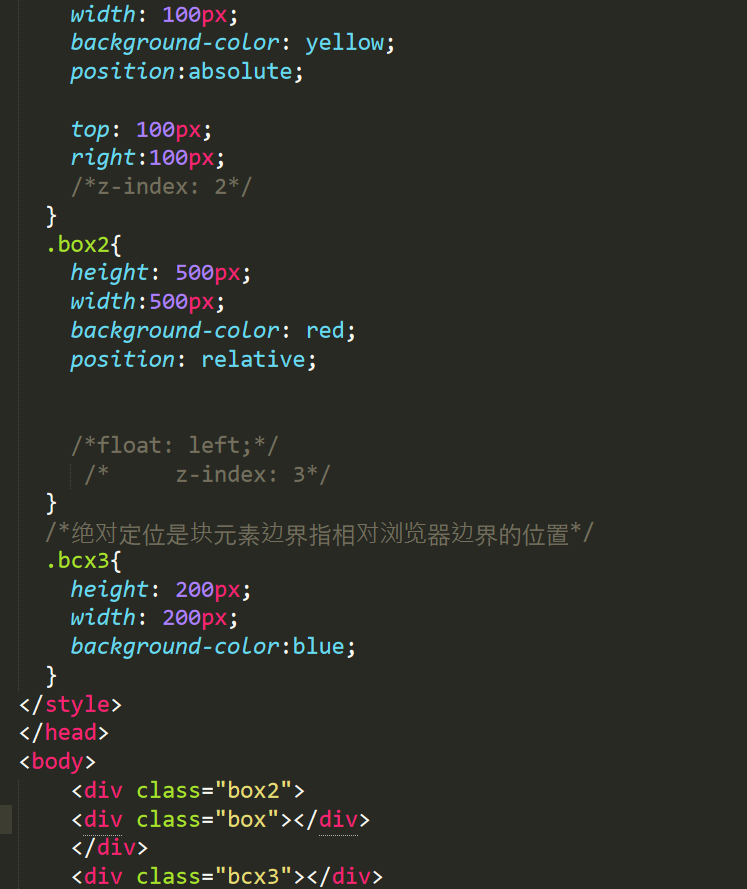 width: 100px;
background-color: yellow;
position:absolute;
top: 100px;
right:100px;
/*z-index: 2*/
}
.box2{
height: 500px;
width:500px;
background-color: red;
position: relative;
/*float: left;*/
/*     z-index: 3*/
}
/*绝对定位是块元素边界指相对浏览器边界的位置*/
.bcx3{
height: 200px;
width: 200px;
background-color:blue;
}
</style>
</head>
<body>
<div class="box2">
<div class="box"></div>
</div>
<div class="bcx3"></div>